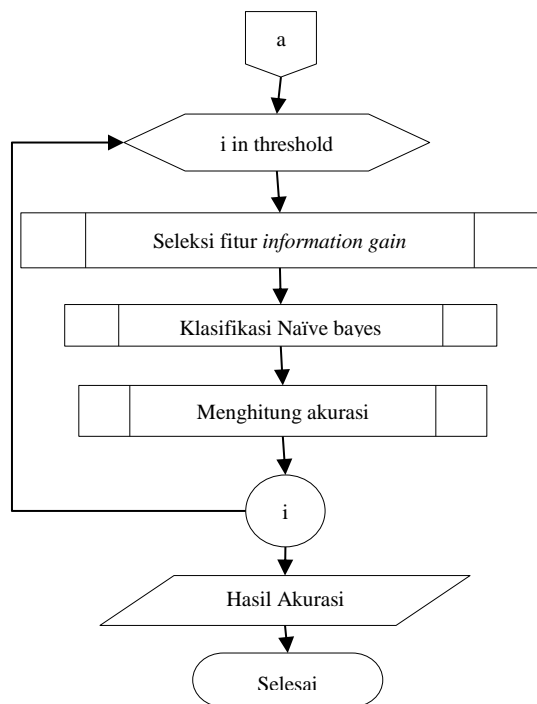 a
i in threshold
Seleksi fitur information gain
Klasifikasi Naïve bayes
Menghitung akurasi
i
Hasil Akurasi
Selesai